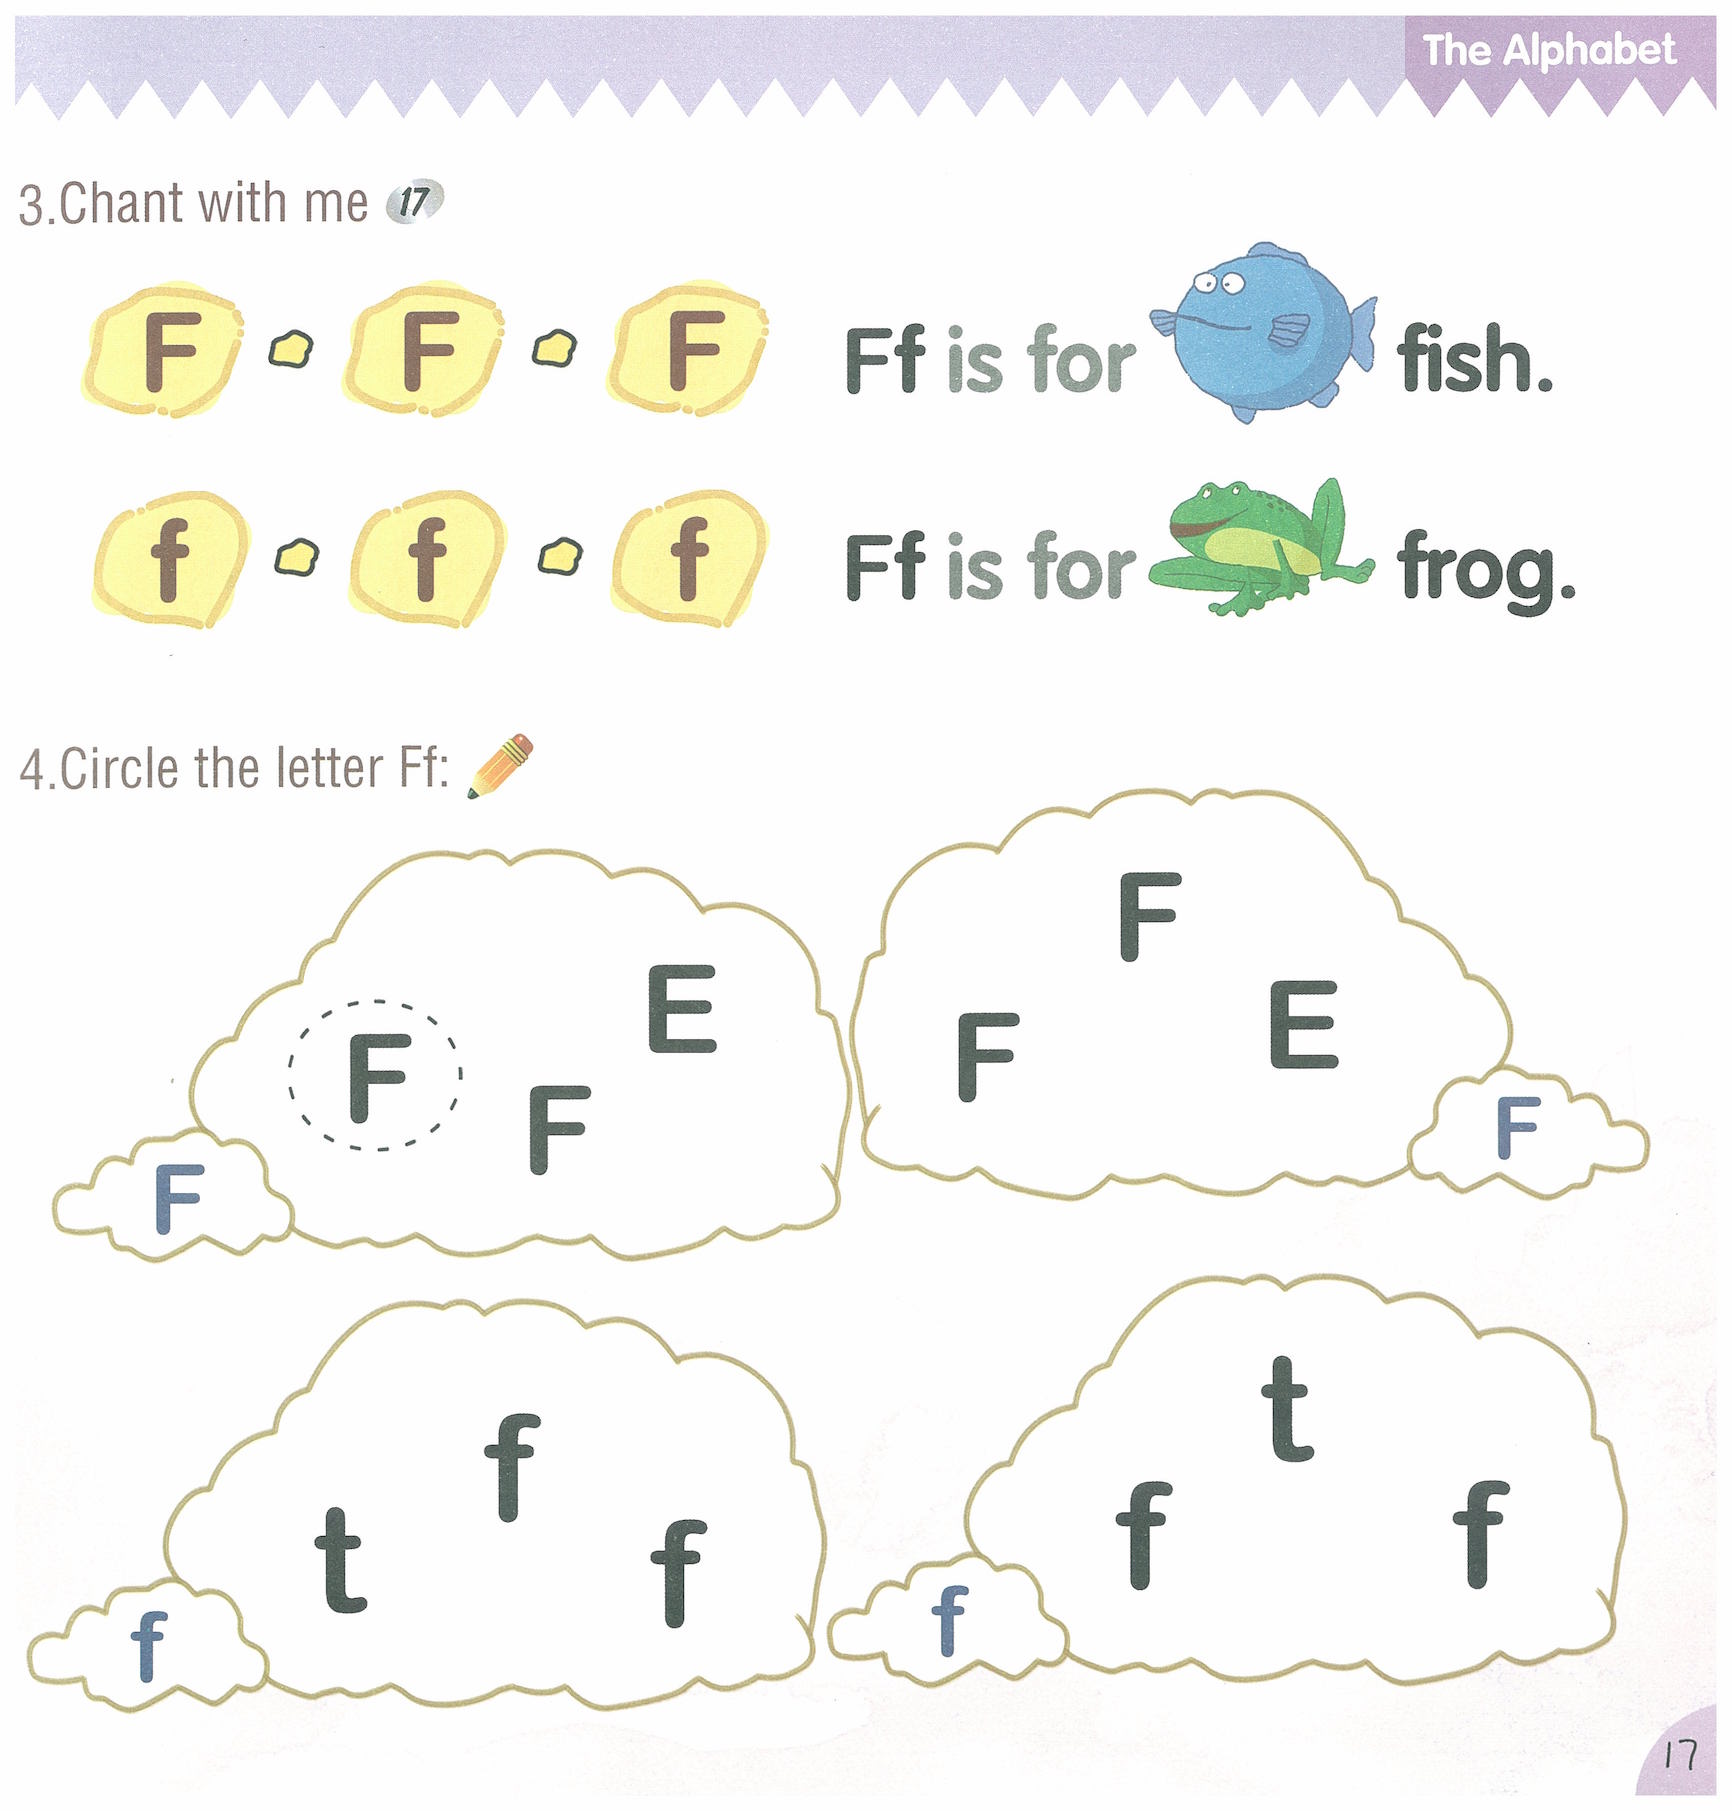 The Alphabet
3.Chant with me 17
F F F Ff is for fish.
f f f Ff is for frog.
4.Circle the letter Ff:
F E F F
F F E F
t f f f
f t f f
17